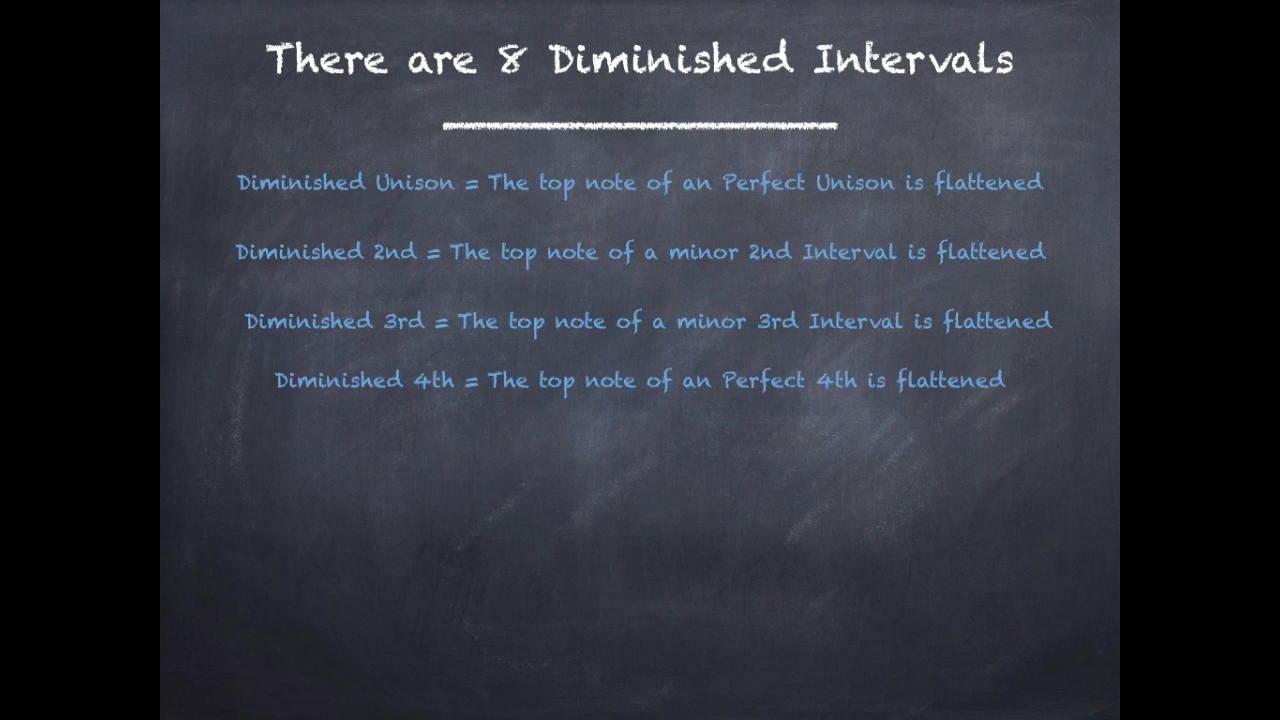 There are 8 Diminished Intervals
Diminished Unison = The top note of an Perfect Unison is flattened
Diminished 2nd = The top note of a minor 2nd Interval is flattened
Diminished 3rd = The top note of a minor 3rd Interval is flattened
Diminished 4th = The top note of an Perfect 4th is flattened